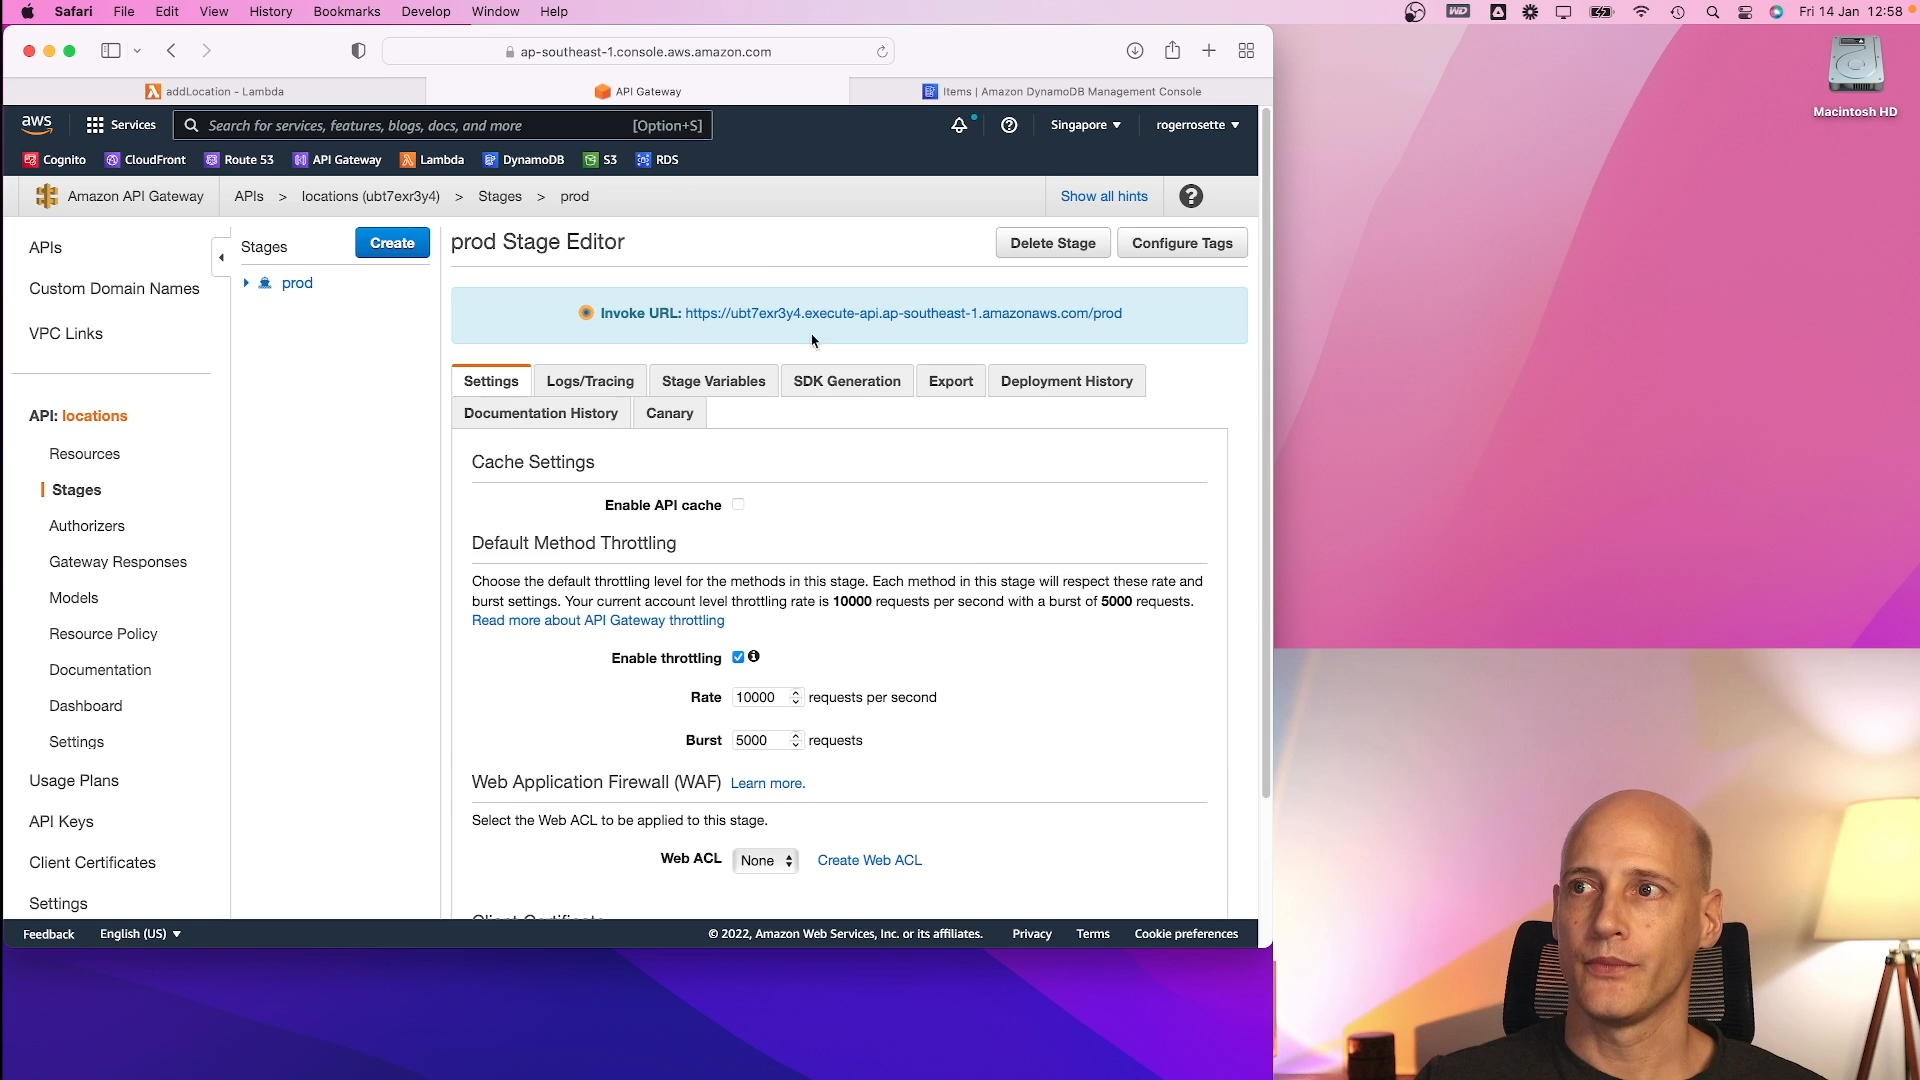 Safari File Edit View History Bookmarks Develop Window Help
WD
Fri 14 Jan 12:58
Macintosh HD
ap-southeast-1.console.aws.amazon.com
addLocation - Lambda
API Gateway
Items | Amazon DynamoDB Management Console
aws
Services
Search for services, features, blogs, docs, and more [Option+S]
Singapore
rogerrosette
Cognito CloudFront Route 53 API Gateway Lambda DynamoDB S3 RDS
Amazon API Gateway
APIs > locations (ubt7exr3y4) > Stages > prod
Show all hints
?
APIs
Custom Domain Names
VPC Links
API: locations
Resources
Stages
Authorizers
Gateway Responses
Models
Resource Policy
Documentation
Dashboard
Settings
Usage Plans
API Keys
Client Certificates
Settings
Stages
Create
prod
prod Stage Editor
Delete Stage
Configure Tags
Invoke URL: https://ubt7exr3y4.execute-api.ap-southeast-1.amazonaws.com/prod
Settings Logs/Tracing Stage Variables SDK Generation Export Deployment History
Documentation History Canary
Cache Settings
Enable API cache
Default Method Throttling
Choose the default throttling level for the methods in this stage. Each method in this stage will respect these rate and
burst settings. Your current account level throttling rate is 10000 requests per second with a burst of 5000 requests.
Read more about API Gateway throttling
Enable throttling
Rate 10000 requests per second
Burst 5000 requests
Web Application Firewall (WAF) Learn more.
Select the Web ACL to be applied to this stage.
Web ACL None Create Web ACL
Client Certificate
Feedback English (US)
© 2022, Amazon Web Services, Inc. or its affiliates. Privacy Terms Cookie preferences